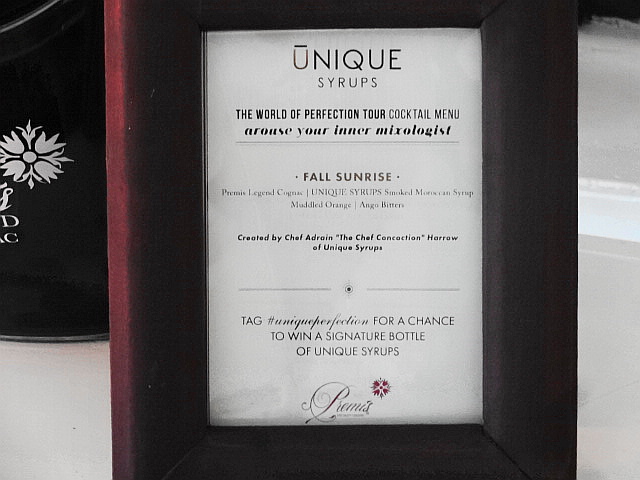 ŪNIQUE
SYRUPS
THE WORLD OF PERFECTION TOUR COCKTAIL MENU
arouse your inner mixologist
· FALL SUNRISE ·
Premis Legend Cognac | UNIQUE SYRUPS Smoked Moroccan Syrup
Muddled Orange | Ango Bitters
Created by Chef Adrain "The Chef Concoction" Harrow
of Unique Syrups
TAG #uniqueperfection FOR A CHANCE
TO WIN A SIGNATURE BOTTLE
OF UNIQUE SYRUPS
Premis
D
AC